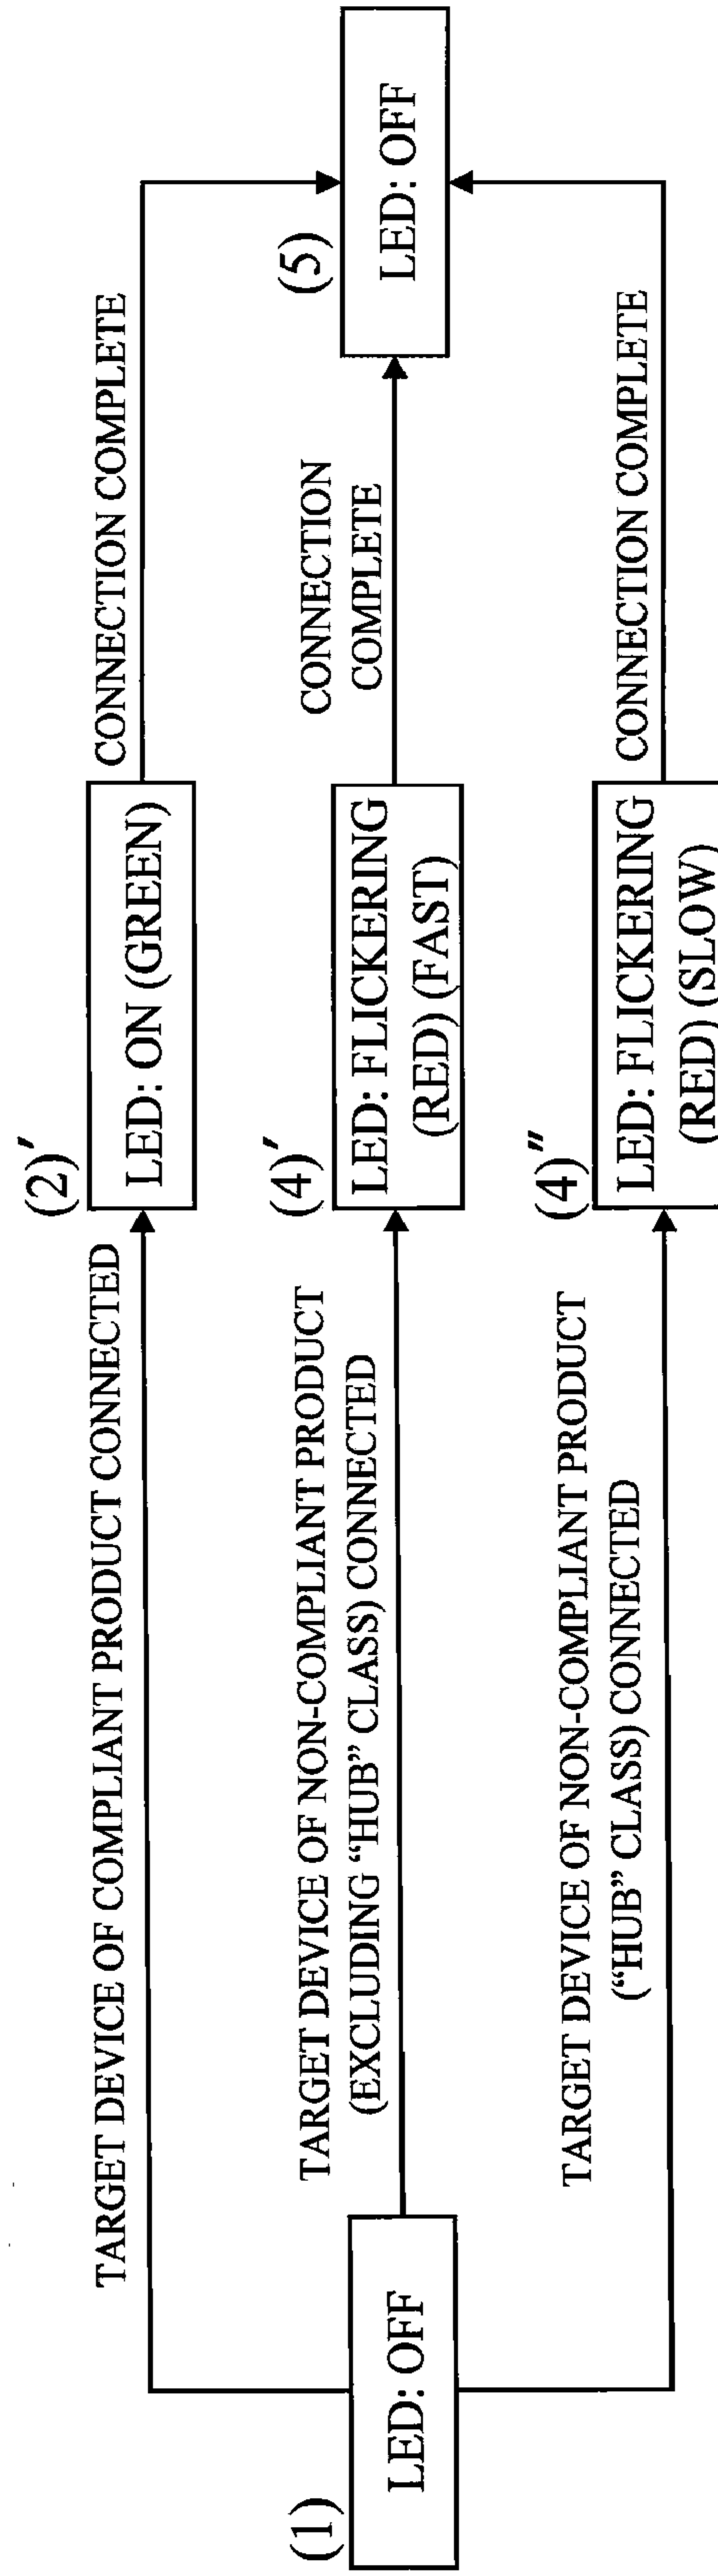 (1)
LED: OFF
TARGET DEVICE OF COMPLIANT PRODUCT CONNECTED
(2)′
LED: ON (GREEN)
CONNECTION COMPLETE
TARGET DEVICE OF NON-COMPLIANT PRODUCT
(EXCLUDING “HUB” CLASS) CONNECTED
(4)′
LED: FLICKERING
(RED) (FAST)
CONNECTION
COMPLETE
TARGET DEVICE OF NON-COMPLIANT PRODUCT
(“HUB” CLASS) CONNECTED
(4)″
LED: FLICKERING
(RED) (SLOW)
CONNECTION COMPLETE
(5)
LED: OFF